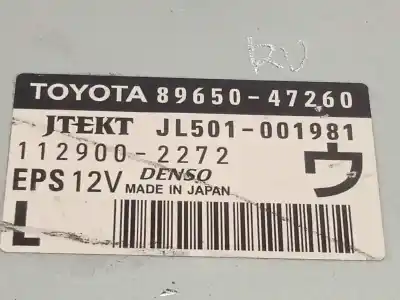 TOYOTA 89650-47260
JTEKT JL501-001981
112900-2272 ウ
EPS 12V DENSO MADE IN JAPAN
L